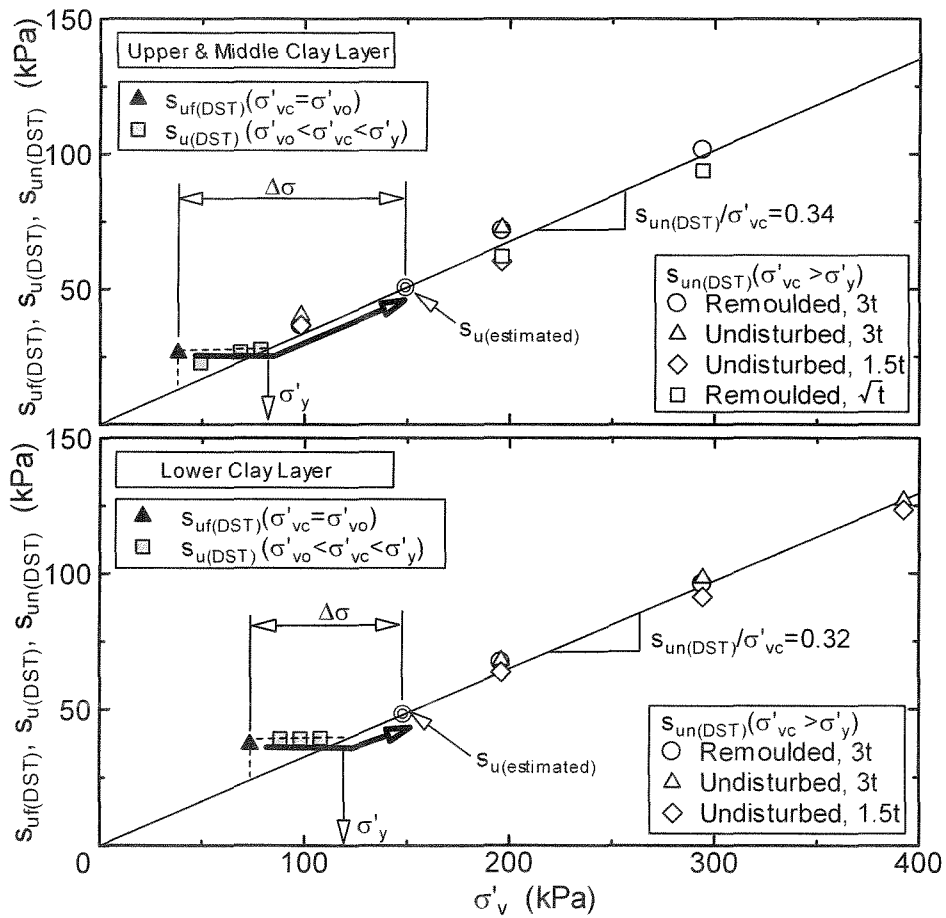 s_uf(DST), s_u(DST), s_un(DST) (kPa)
150
100
50
0
Upper & Middle Clay Layer
▲ s_uf(DST)(σ'_vc=σ'_vo)
□ s_u(DST) (σ'_vo<σ'_vc<σ'_y)
Δσ
s_un(DST)/σ'_vc=0.34
s_u(estimated)
σ'_y
s_un(DST)(σ'_vc>σ'_y)
○ Remoulded, 3t
△ Undisturbed, 3t
◇ Undisturbed, 1.5t
□ Remoulded, √t
s_uf(DST), s_u(DST), s_un(DST) (kPa)
150
100
50
0
Lower Clay Layer
▲ s_uf(DST)(σ'_vc=σ'_vo)
□ s_u(DST) (σ'_vo<σ'_vc<σ'_y)
Δσ
s_un(DST)/σ'_vc=0.32
s_u(estimated)
σ'_y
s_un(DST)(σ'_vc>σ'_y)
○ Remoulded, 3t
△ Undisturbed, 3t
◇ Undisturbed, 1.5t
0 100 200 300 400
σ'_v (kPa)